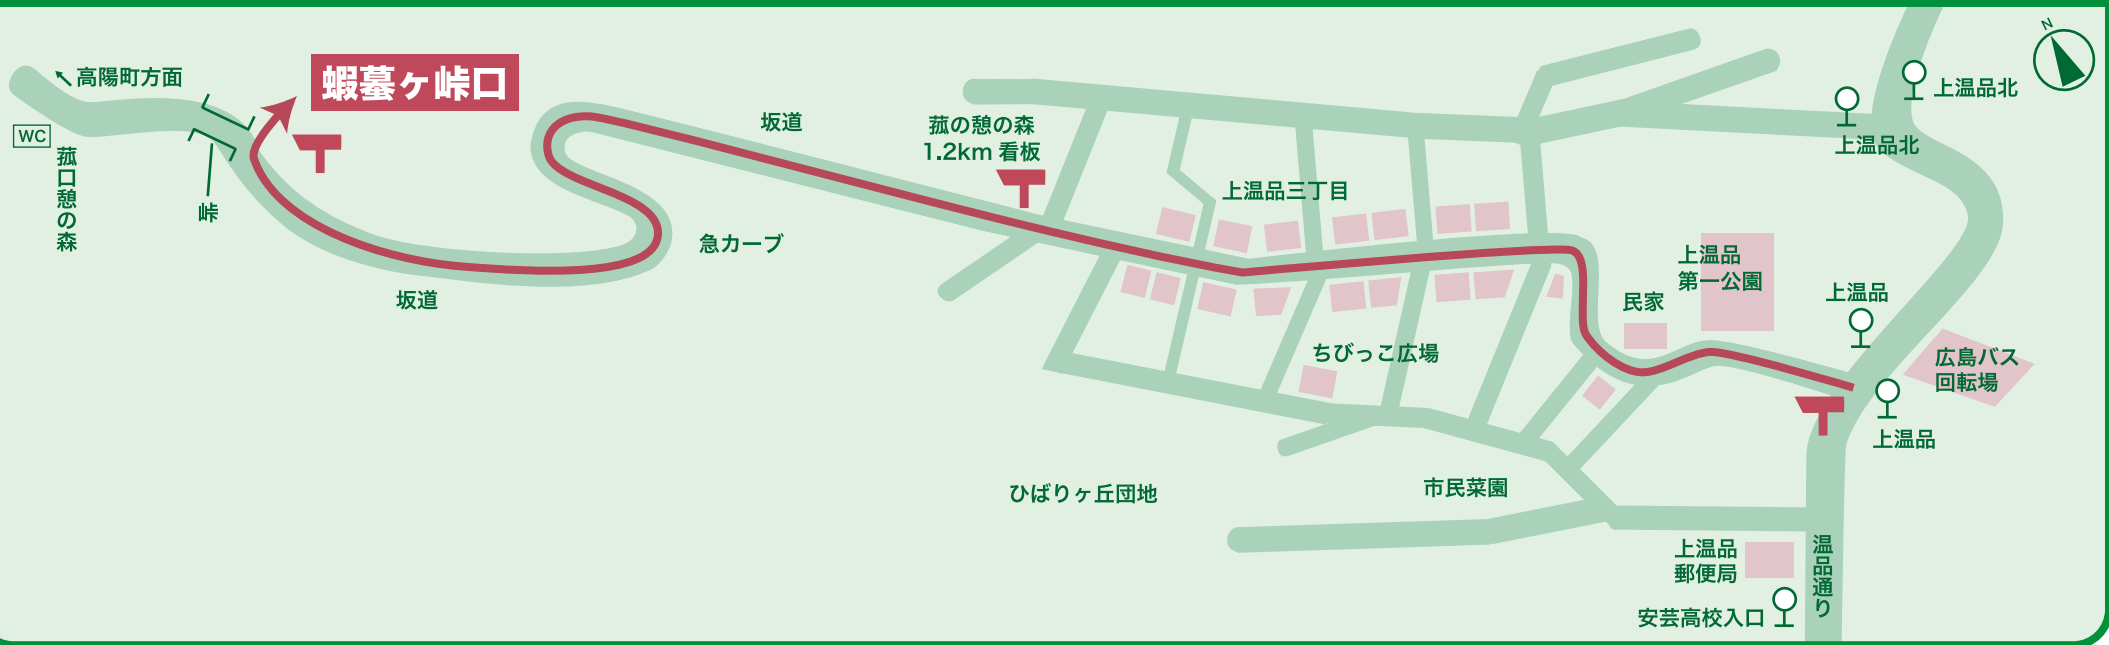 ↖高陽町方面
WC
菰口憩の森
峠
蝦蟇ヶ峠口
坂道
急カーブ
坂道
菰の憩の森
1.2km 看板
上温品三丁目
ちびっこ広場
ひばりヶ丘団地
市民菜園
民家
上温品
第一公園
上温品北
上温品北
N
上温品
広島バス
回転場
上温品
上温品
郵便局
安芸高校入口
温品通り